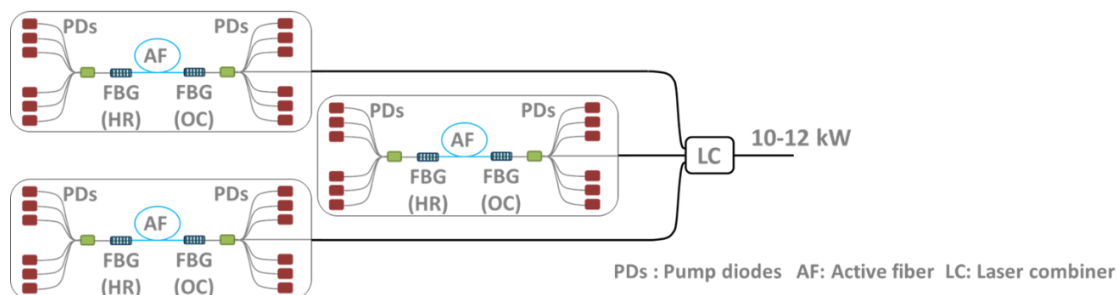 PDs PDs
AF
FBG FBG
(HR) (OC)
PDs PDs
AF
FBG FBG
(HR) (OC)
LC
10-12 kW
PDs PDs
AF
FBG FBG
(HR) (OC)
PDs : Pump diodes AF: Active fiber LC: Laser combiner